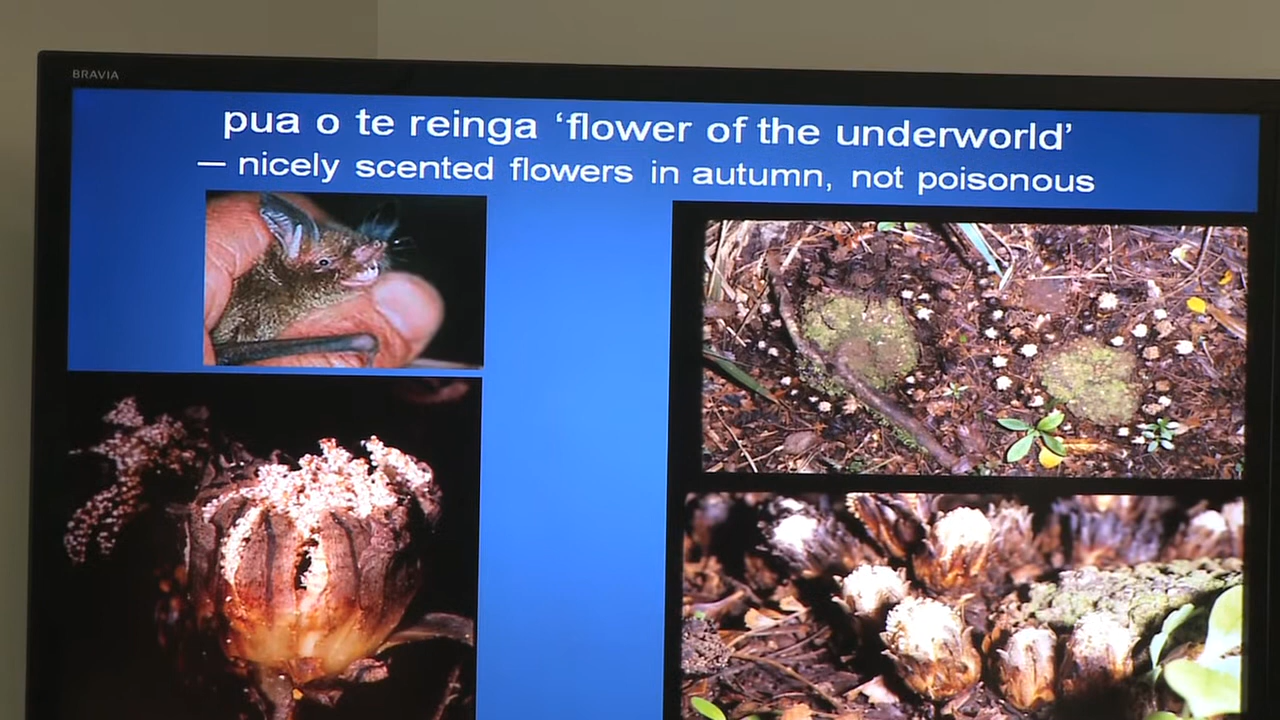 BRAVIA
pua o te reinga ‘flower of the underworld’
– nicely scented flowers in autumn, not poisonous